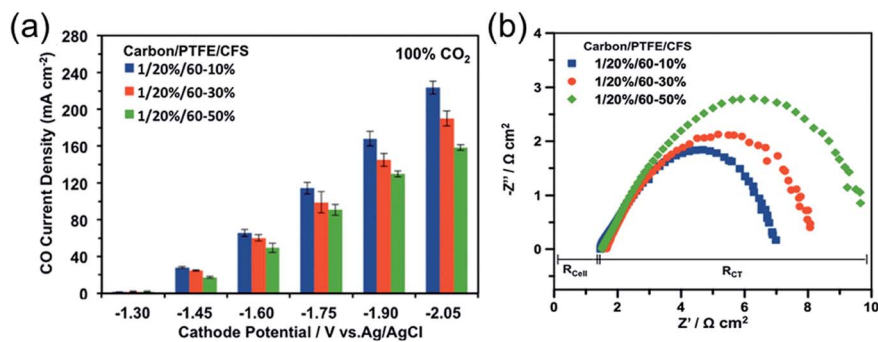 (a)
Carbon/PTFE/CFS
100% CO2
1/20%/60-10%
1/20%/60-30%
1/20%/60-50%
CO Current Density (mA cm-2)
280
240
200
160
120
80
40
0
-1.30 -1.45 -1.60 -1.75 -1.90 -2.05
Cathode Potential / V vs.Ag/AgCl
(b)
Carbon/PTFE/CFS
1/20%/60-10%
1/20%/60-30%
1/20%/60-50%
-Z'' / Ω cm2
4
3
2
1
0
RCell
RCT
0 2 4 6 8 10
Z' / Ω cm2